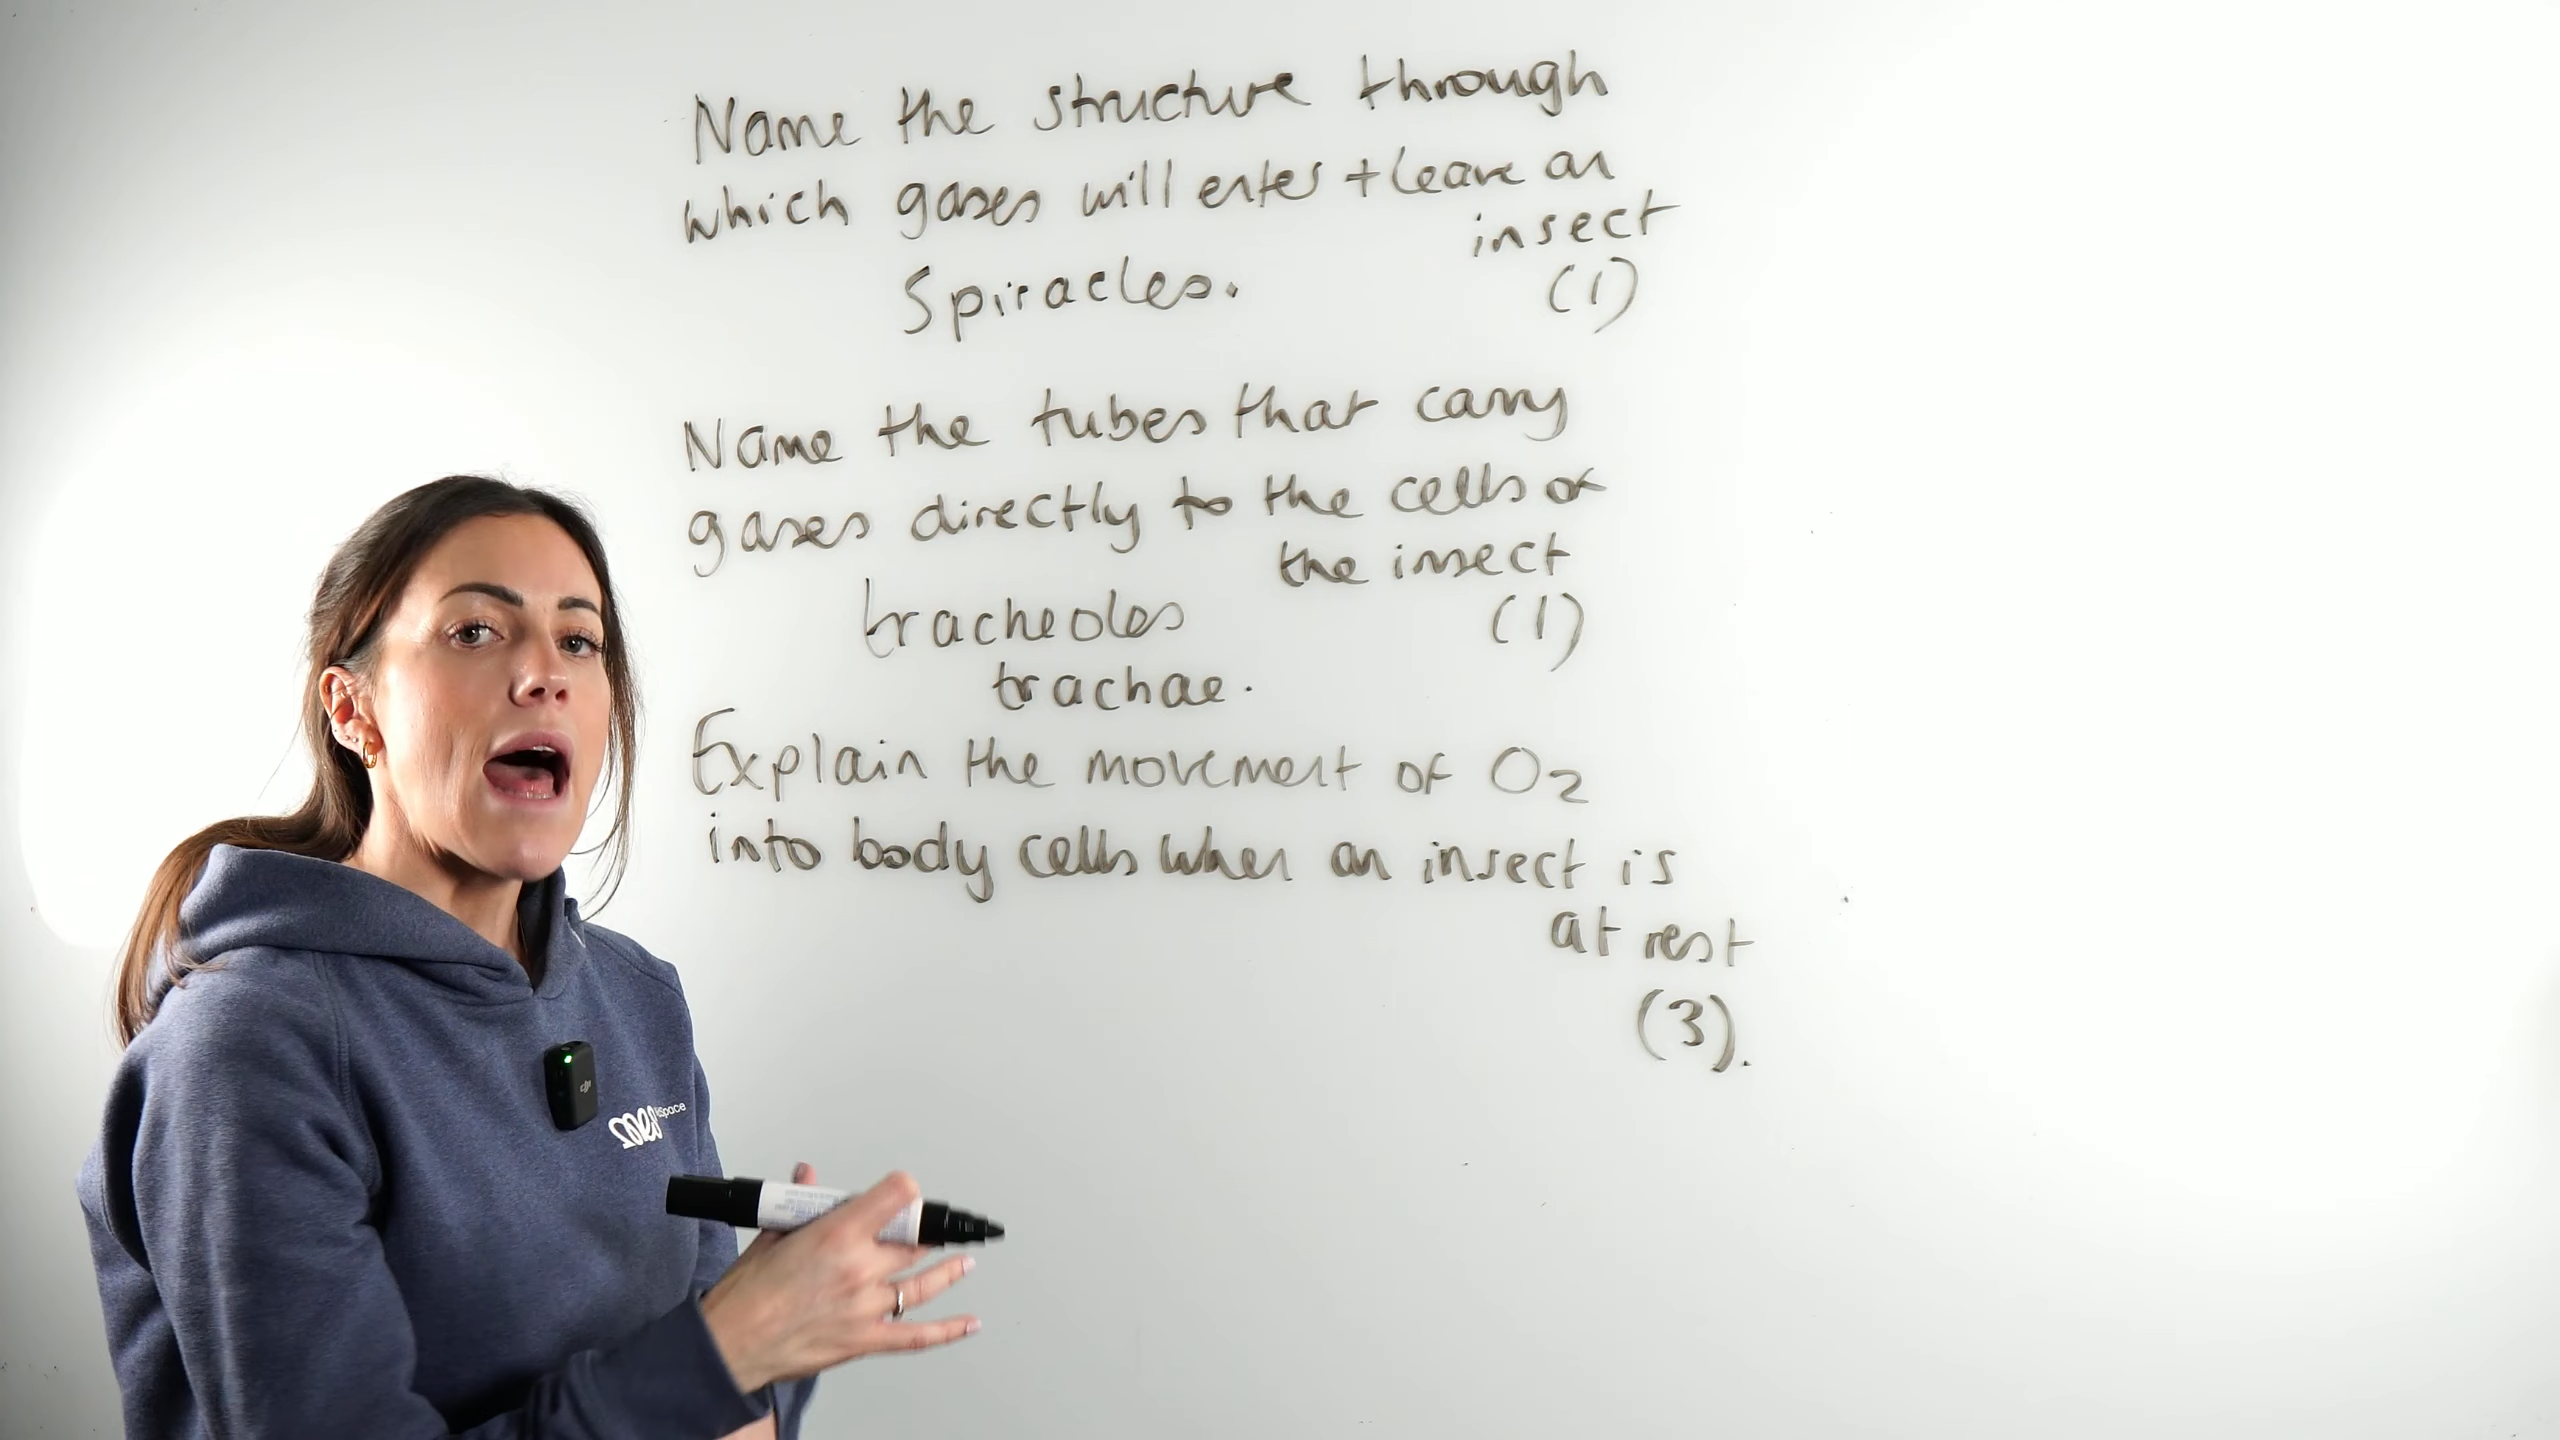 Name the structure through
which gases will enter + leave an
insect
Spiracles.
(1)
Name the tubes that carry
gases directly to the cells of
the insect
tracheoles
(1)
trachae.
Explain the movement of O2
into body cells when an insect is
at rest
(3).
Space
dji